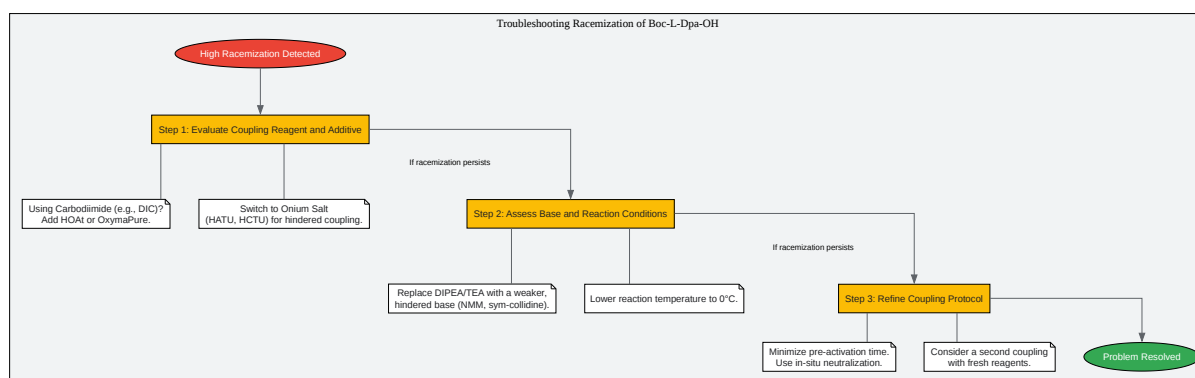 Troubleshooting Racemization of Boc-L-Dpa-OH
High Racemization Detected
Step 1: Evaluate Coupling Reagent and Additive
If racemization persists
Using Carbodiimide (e.g., DIC)?
Add HOAt or OxymaPure.
Switch to Onium Salt
(HATU, HCTU) for hindered coupling.
Step 2: Assess Base and Reaction Conditions
If racemization persists
Replace DIPEA/TEA with a weaker,
hindered base (NMM, sym-collidine).
Lower reaction temperature to 0°C.
Step 3: Refine Coupling Protocol
Minimize pre-activation time.
Use in-situ neutralization.
Consider a second coupling
with fresh reagents.
Problem Resolved